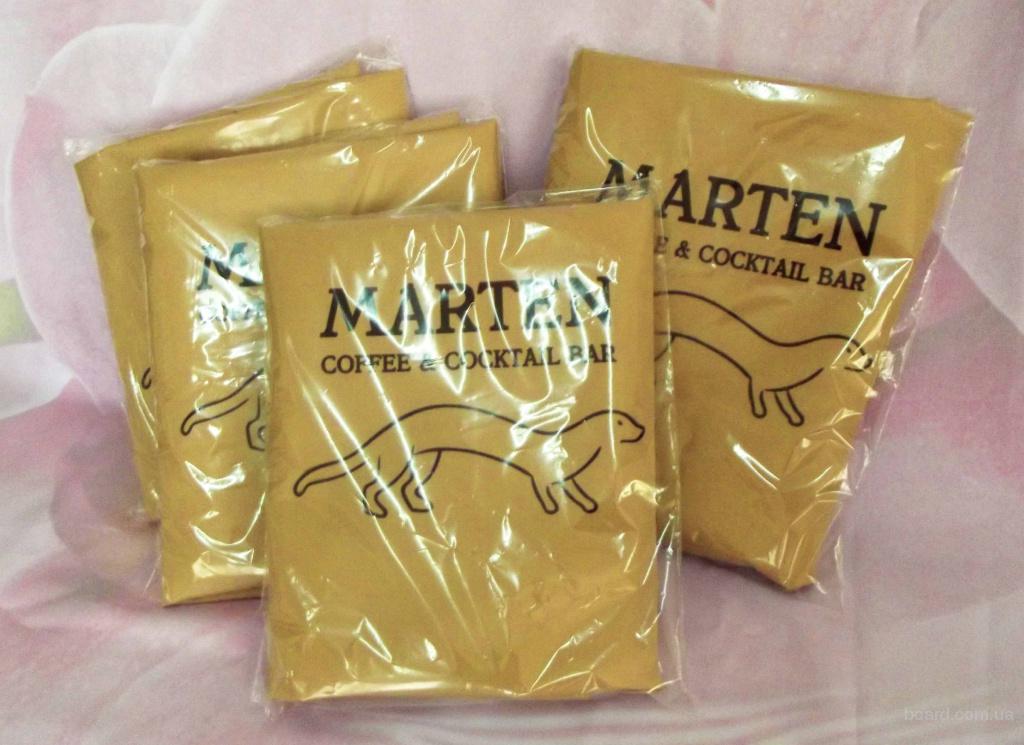 MARTEN
COFFEE & COCKTAIL BAR
MARTEN
E & COCKTAIL BAR
M
board.com.ua